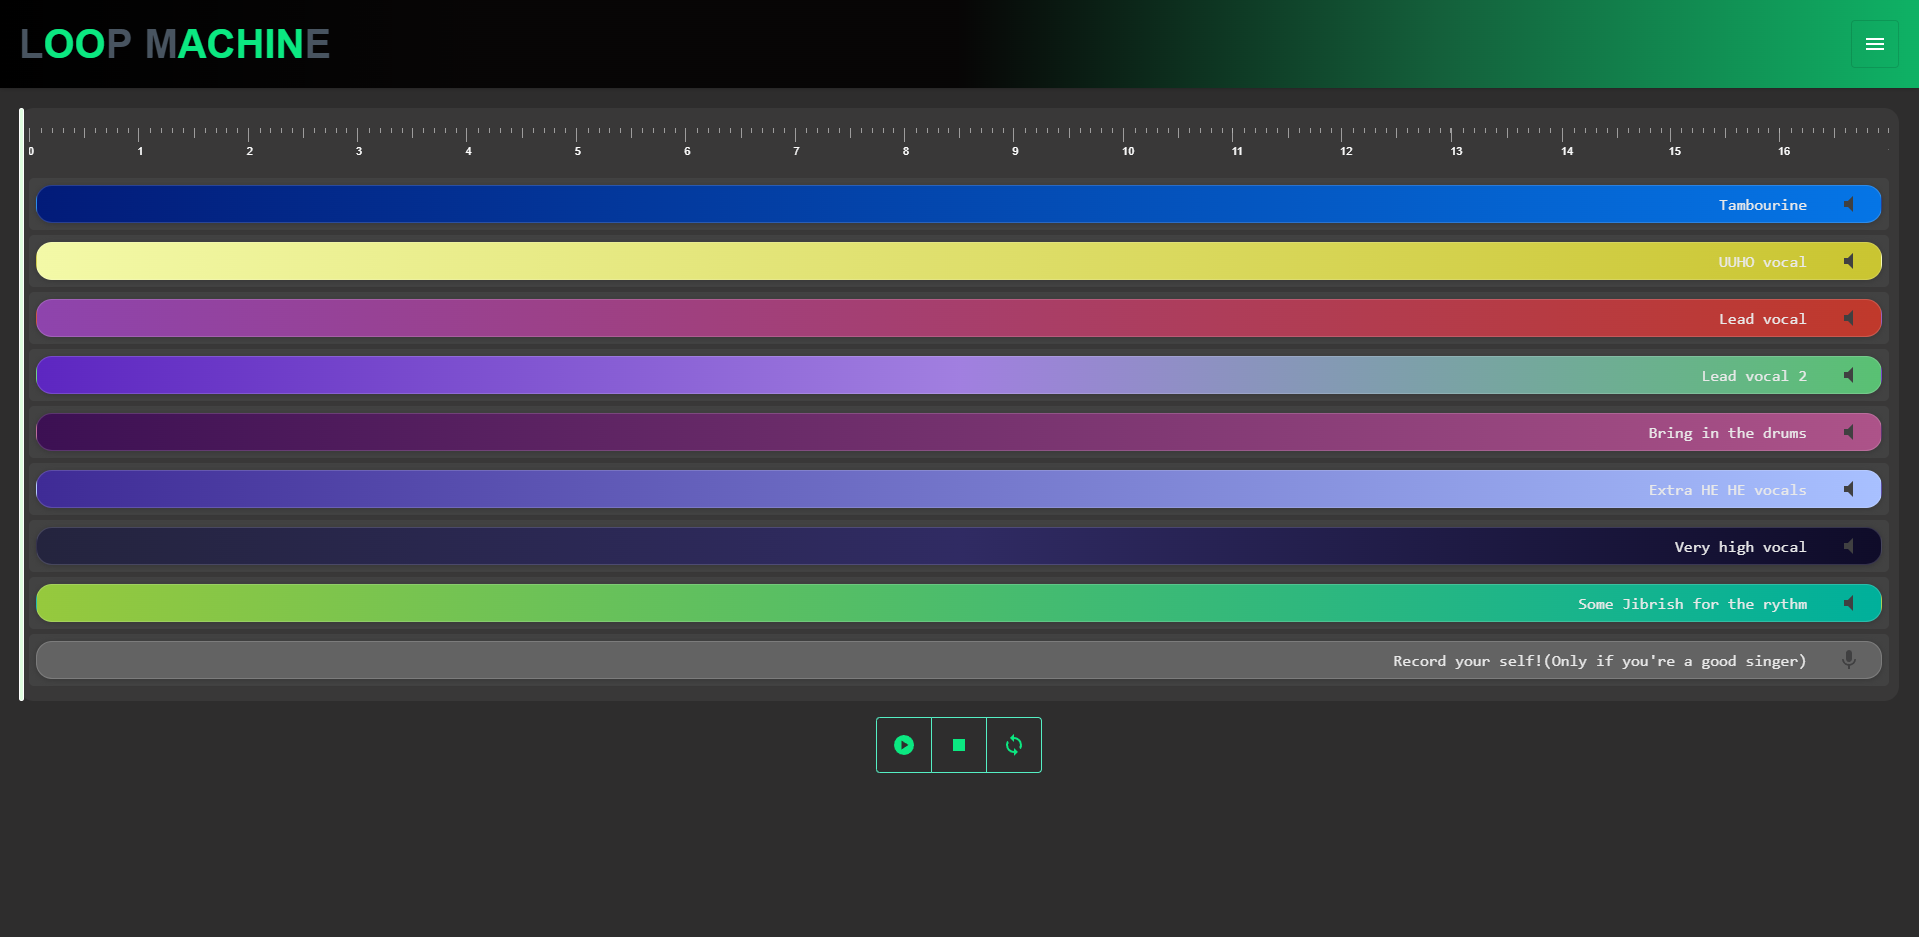 LOOP MACHINE
0 1 2 3 4 5 6 7 8 9 10 11 12 13 14 15 16
Tambourine
UUHO vocal
Lead vocal
Lead vocal 2
Bring in the drums
Extra HE HE vocals
Very high vocal
Some Jibrish for the rythm
Record your self!(Only if you're a good singer)